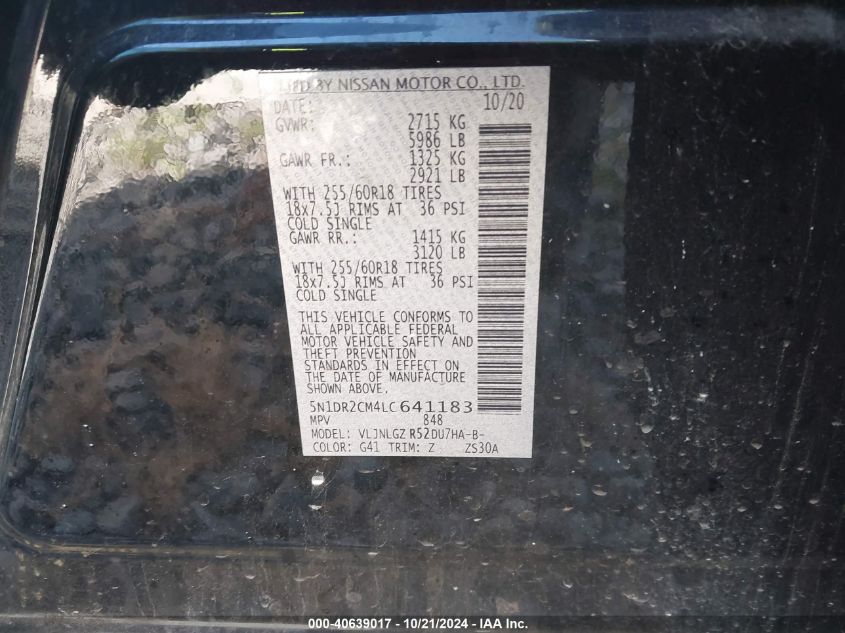 MFD BY NISSAN MOTOR CO., LTD.
DATE: 10/20
GVWR: 2715 KG
5986 LB
GAWR FR.: 1325 KG
2921 LB
WITH 255/60R18 TIRES
18x7.5J RIMS AT 36 PSI
COLD SINGLE
GAWR RR.: 1415 KG
3120 LB
WITH 255/60R18 TIRES
18x7.5J RIMS AT 36 PSI
COLD SINGLE
THIS VEHICLE CONFORMS TO
ALL APPLICABLE FEDERAL
MOTOR VEHICLE SAFETY AND
THEFT PREVENTION
STANDARDS IN EFFECT ON
THE DATE OF MANUFACTURE
SHOWN ABOVE.
5N1DR2CM4LC641183
MPV 848
MODEL: VLJNLGZ R52DU7HA-B-
COLOR: G41 TRIM: Z ZS30A
000-40639017 - 10/21/2024 - IAA Inc.